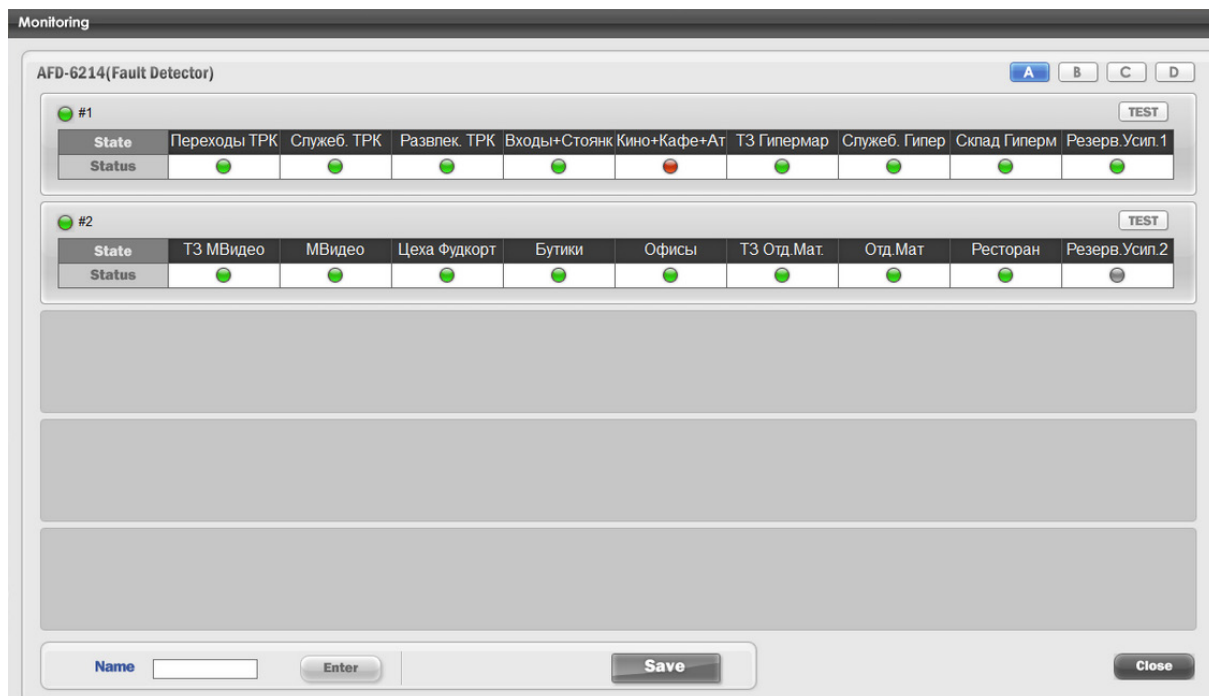 Monitoring
AFD-6214(Fault Detector) A B C D
#1 TEST
State Переходы ТРК Служеб. ТРК Развлек. ТРК Входы+Стоянк Кино+Кафе+Ат ТЗ Гипермар Служеб. Гипер Склад Гиперм Резерв.Усил.1
Status
#2 TEST
State ТЗ МВидео МВидео Цеха Фудкорт Бутики Офисы ТЗ Отд.Мат. Отд.Мат Ресторан Резерв.Усил.2
Status
Name Enter Save Close